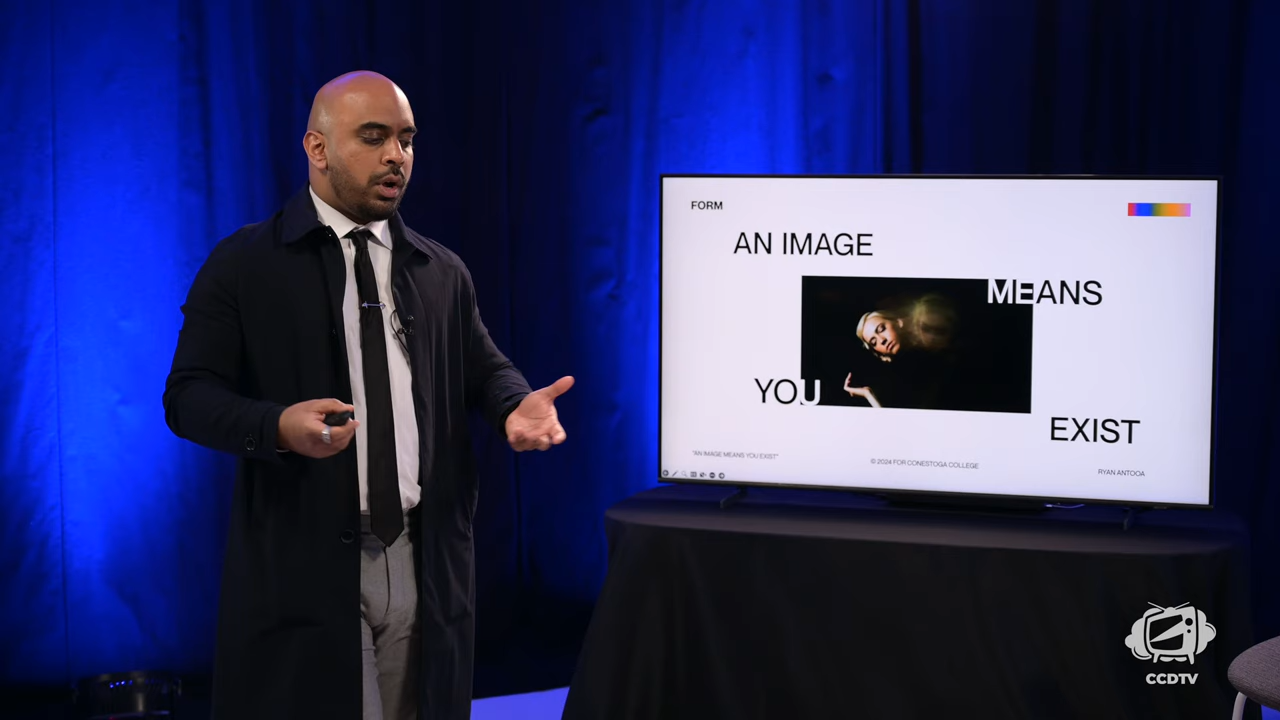 FORM
AN IMAGE
MEANS
YOU
EXIST
"AN IMAGE MEANS YOU EXIST"
© 2024 FOR CONESTOGA COLLEGE
RYAN ANTOOA
CCDTV